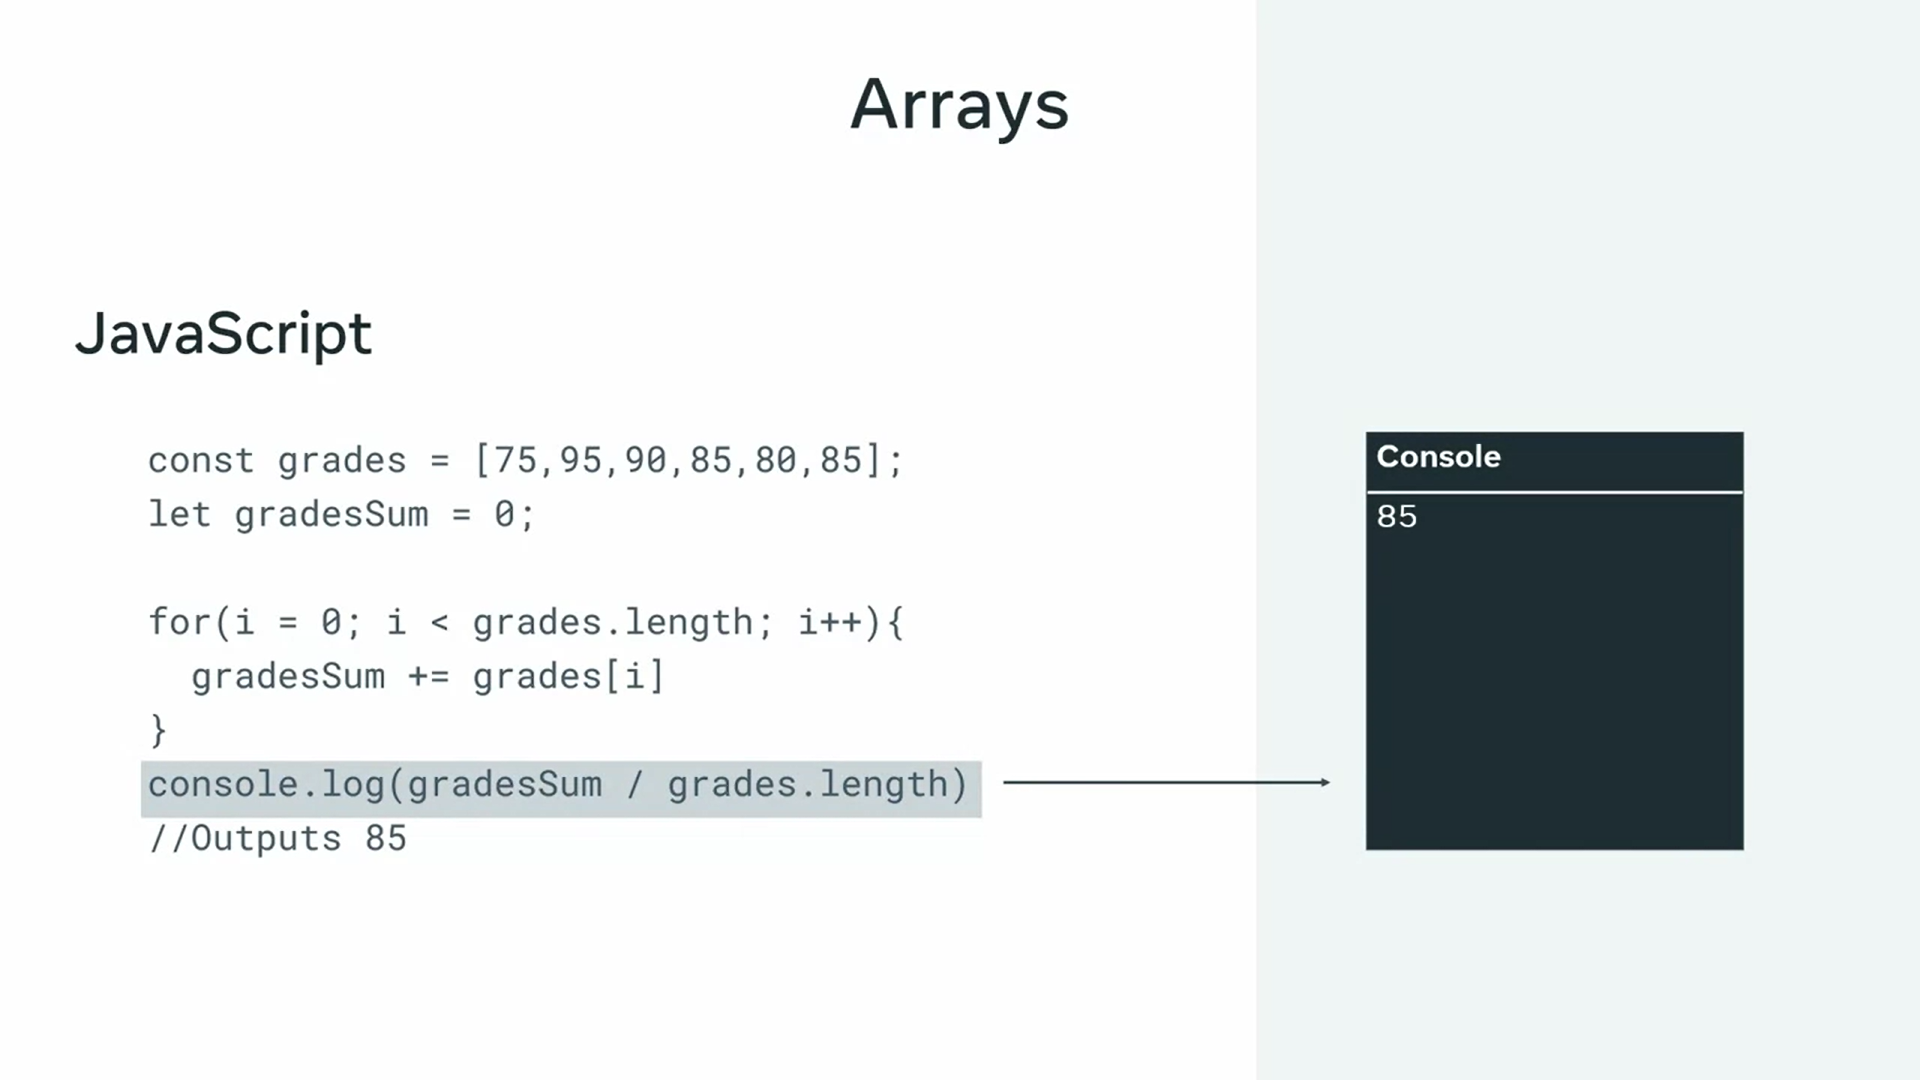 Arrays
JavaScript
const grades = [75,95,90,85,80,85];
let gradesSum = 0;
for(i = 0; i < grades.length; i++){
  gradesSum += grades[i]
}
console.log(gradesSum / grades.length)
//Outputs 85
Console
85